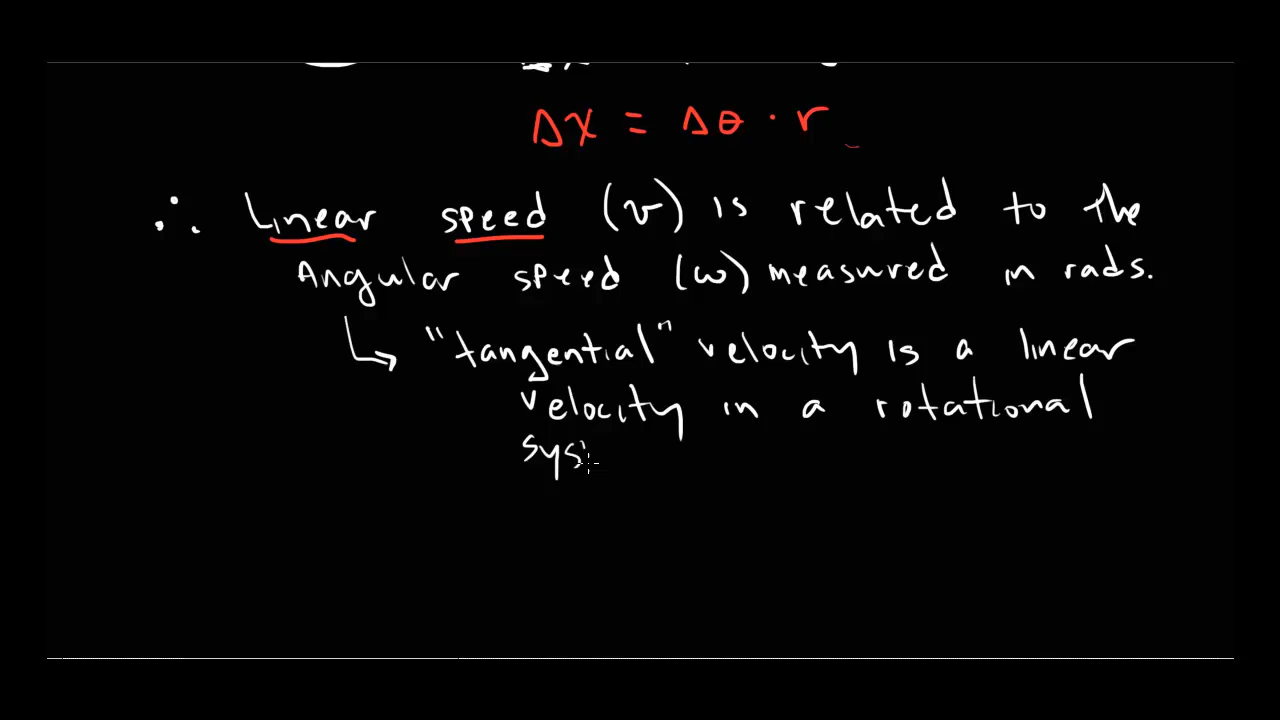 Δx = Δθ · r
∴ Linear speed (v) is related to the
Angular speed (ω) measured in rads.
↳ "tangential" velocity is a linear
velocity in a rotational
sys